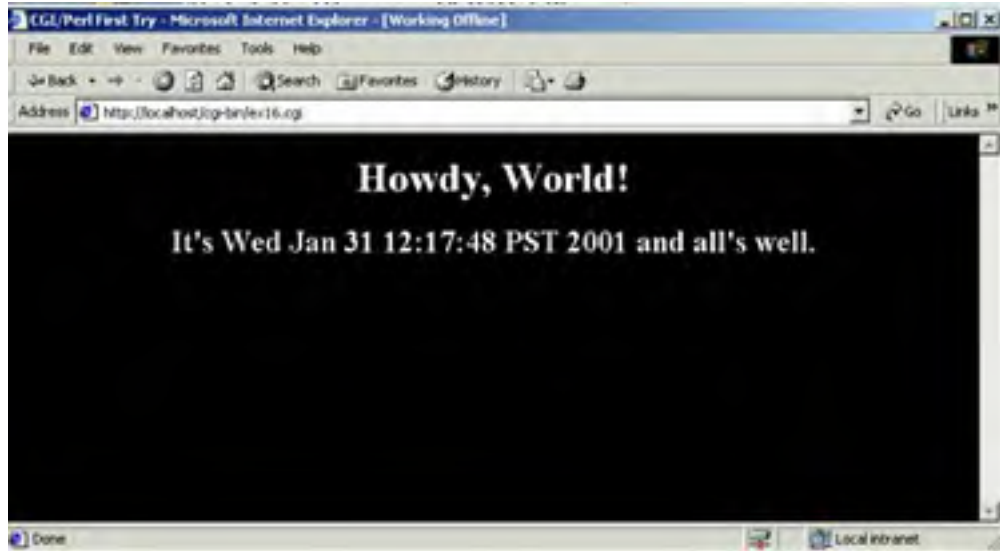 CGI/Perl First Try - Microsoft Internet Explorer - [Working Offline]
File Edit View Favorites Tools Help
Back Search Favorites History
Address http://localhost/cgi-bin/ex16.cgi Go Links »
Howdy, World!
It's Wed Jan 31 12:17:48 PST 2001 and all's well.
Done Local intranet